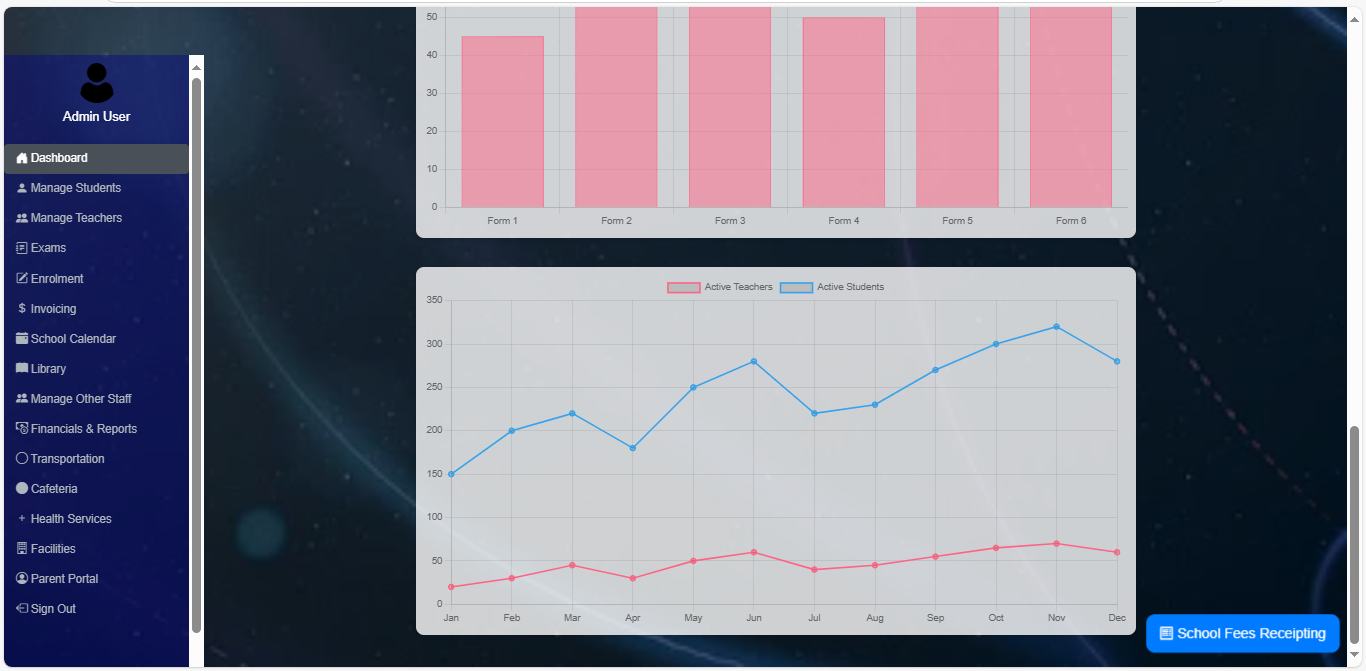 Admin User
Dashboard
Manage Students
Manage Teachers
Exams
Enrolment
$ Invoicing
School Calendar
Library
Manage Other Staff
Financials & Reports
Transportation
Cafeteria
+ Health Services
Facilities
Parent Portal
Sign Out
50
40
30
20
10
0
Form 1 Form 2 Form 3 Form 4 Form 5 Form 6
Active Teachers Active Students
350
300
250
200
150
100
50
0
Jan Feb Mar Apr May Jun Jul Aug Sep Oct Nov Dec
School Fees Receipting